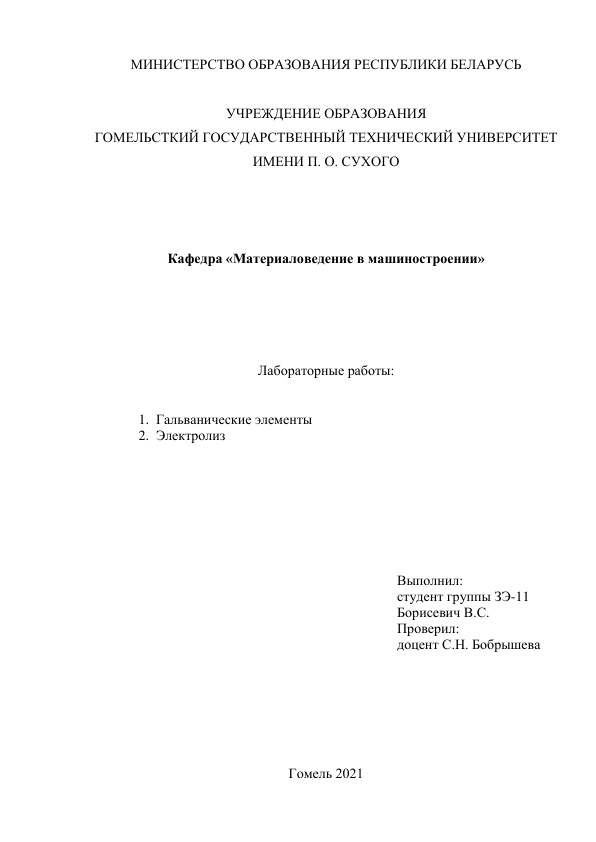 МИНИСТЕРСТВО ОБРАЗОВАНИЯ РЕСПУБЛИКИ БЕЛАРУСЬ
УЧРЕЖДЕНИЕ ОБРАЗОВАНИЯ
ГОМЕЛЬСТКИЙ ГОСУДАРСТВЕННЫЙ ТЕХНИЧЕСКИЙ УНИВЕРСИТЕТ
ИМЕНИ П. О. СУХОГО
Кафедра «Материаловедение в машиностроении»
Лабораторные работы:
1. Гальванические элементы
2. Электролиз
Выполнил:
студент группы ЗЭ-11
Борисевич В.С.
Проверил:
доцент С.Н. Бобрышева
Гомель 2021